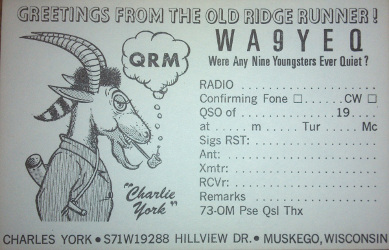 GREETINGS FROM THE OLD RIDGE RUNNER!
WA9YEQ
Were Any Nine Youngsters Ever Quiet?
QRM
RADIO . . . . . . . . . . . . . . . . . . .
Confirming Fone □ . . . . . . CW □
QSO of . . . . . . . . . . . . . . 19 . . . .
at . . . . . m . . . . . Tur . . . . Mc
Sigs RST: . . . . . . . . . . . . . . . . .
Ant: . . . . . . . . . . . . . . . . . . . .
Xmtr: . . . . . . . . . . . . . . . . . . .
RCVr: . . . . . . . . . . . . . . . . . . .
Remarks . . . . . . . . . . . . . . . . .
73-OM Pse Qsl Thx
"Charlie
York"
CHARLES YORK • S71W19288 HILLVIEW DR. • MUSKEGO, WISCONSIN